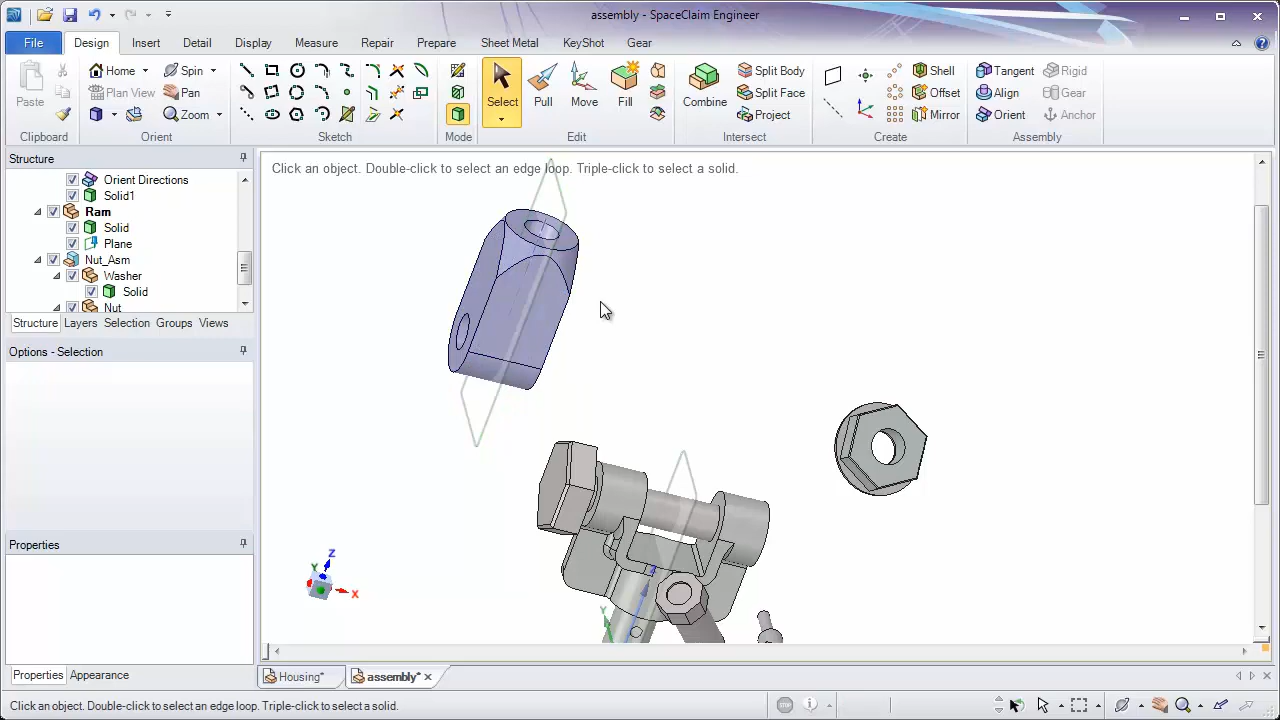 assembly - SpaceClaim Engineer
File Design Insert Detail Display Measure Repair Prepare Sheet Metal KeyShot Gear
Home Spin Split Body Shell Tangent Rigid
Plan View Pan Split Face Offset Align Gear
Paste Zoom Select Pull Move Fill Combine Project Mirror Orient Anchor
Clipboard Orient Sketch Mode Edit Intersect Create Assembly
Structure
Click an object. Double-click to select an edge loop. Triple-click to select a solid.
Orient Directions
Solid1
Ram
Solid
Plane
Nut_Asm
Washer
Solid
Nut
Structure Layers Selection Groups Views
Options - Selection
Properties
Z
Y
X
Z
Y
Properties Appearance
Housing* assembly*
Click an object. Double-click to select an edge loop. Triple-click to select a solid.